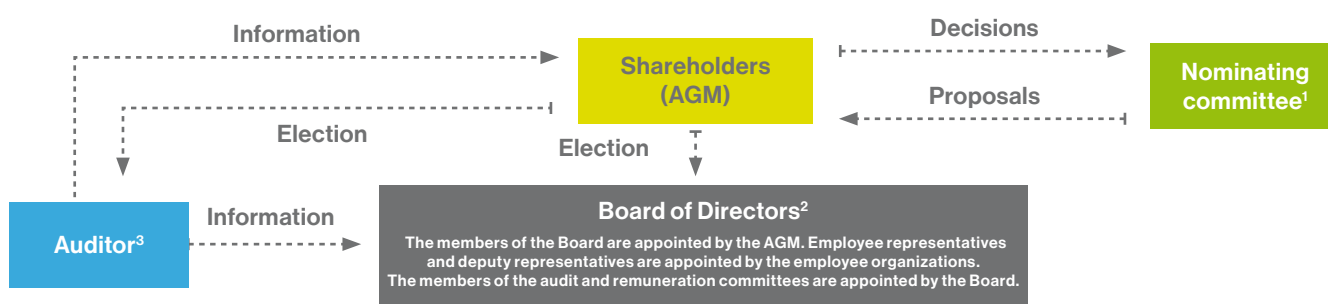 Information
Decisions
Shareholders
(AGM)
Nominating
committee¹
Proposals
Election
Election
Information
Auditor³
Board of Directors²
The members of the Board are appointed by the AGM. Employee representatives
and deputy representatives are appointed by the employee organizations.
The members of the audit and remuneration committees are appointed by the Board.